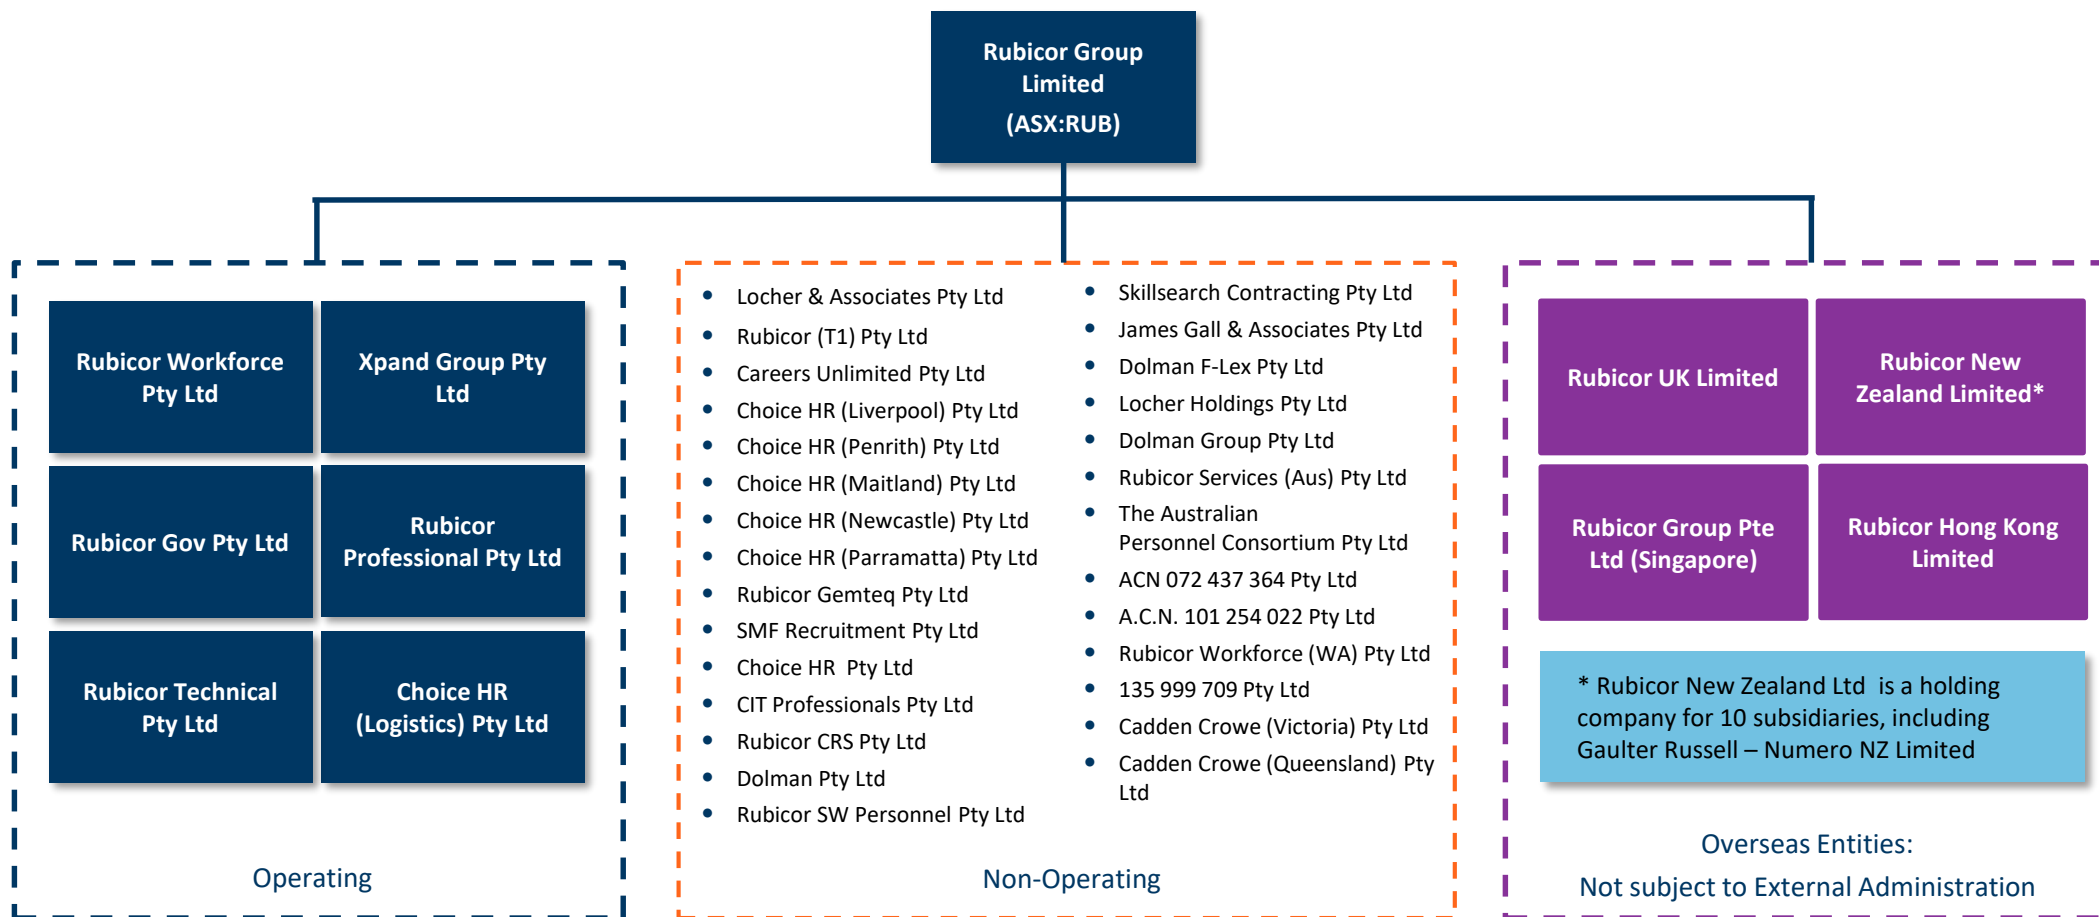 Rubicor Group
Limited
(ASX:RUB)
Rubicor Workforce
Pty Ltd
Xpand Group Pty
Ltd
Rubicor Gov Pty Ltd
Rubicor
Professional Pty Ltd
Rubicor Technical
Pty Ltd
Choice HR
(Logistics) Pty Ltd
Operating
• Locher & Associates Pty Ltd
• Rubicor (T1) Pty Ltd
• Careers Unlimited Pty Ltd
• Choice HR (Liverpool) Pty Ltd
• Choice HR (Penrith) Pty Ltd
• Choice HR (Maitland) Pty Ltd
• Choice HR (Newcastle) Pty Ltd
• Choice HR (Parramatta) Pty Ltd
• Rubicor Gemteq Pty Ltd
• SMF Recruitment Pty Ltd
• Choice HR  Pty Ltd
• CIT Professionals Pty Ltd
• Rubicor CRS Pty Ltd
• Dolman Pty Ltd
• Rubicor SW Personnel Pty Ltd
• Skillsearch Contracting Pty Ltd
• James Gall & Associates Pty Ltd
• Dolman F-Lex Pty Ltd
• Locher Holdings Pty Ltd
• Dolman Group Pty Ltd
• Rubicor Services (Aus) Pty Ltd
• The Australian
Personnel Consortium Pty Ltd
• ACN 072 437 364 Pty Ltd
• A.C.N. 101 254 022 Pty Ltd
• Rubicor Workforce (WA) Pty Ltd
• 135 999 709 Pty Ltd
• Cadden Crowe (Victoria) Pty Ltd
• Cadden Crowe (Queensland) Pty
Ltd
Non-Operating
Rubicor UK Limited
Rubicor New
Zealand Limited*
Rubicor Group Pte
Ltd (Singapore)
Rubicor Hong Kong
Limited
* Rubicor New Zealand Ltd  is a holding
company for 10 subsidiaries, including
Gaulter Russell – Numero NZ Limited
Overseas Entities:
Not subject to External Administration